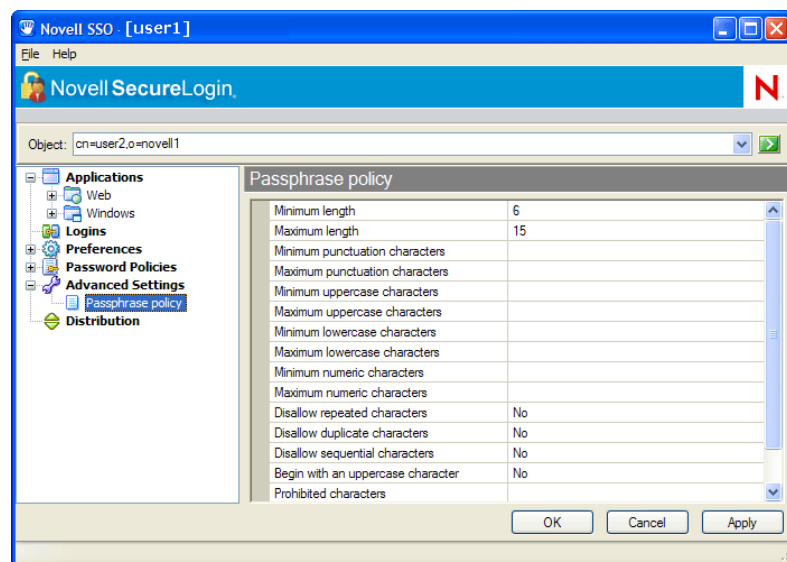 Novell SSO - [user1]
File Help
Novell SecureLogin
N
Object: cn=user2,o=novell1
Applications
Web
Windows
Logins
Preferences
Password Policies
Advanced Settings
Passphrase policy
Distribution
Passphrase policy
Minimum length 6
Maximum length 15
Minimum punctuation characters
Maximum punctuation characters
Minimum uppercase characters
Maximum uppercase characters
Minimum lowercase characters
Maximum lowercase characters
Minimum numeric characters
Maximum numeric characters
Disallow repeated characters No
Disallow duplicate characters No
Disallow sequential characters No
Begin with an uppercase character No
Prohibited characters
OK Cancel Apply